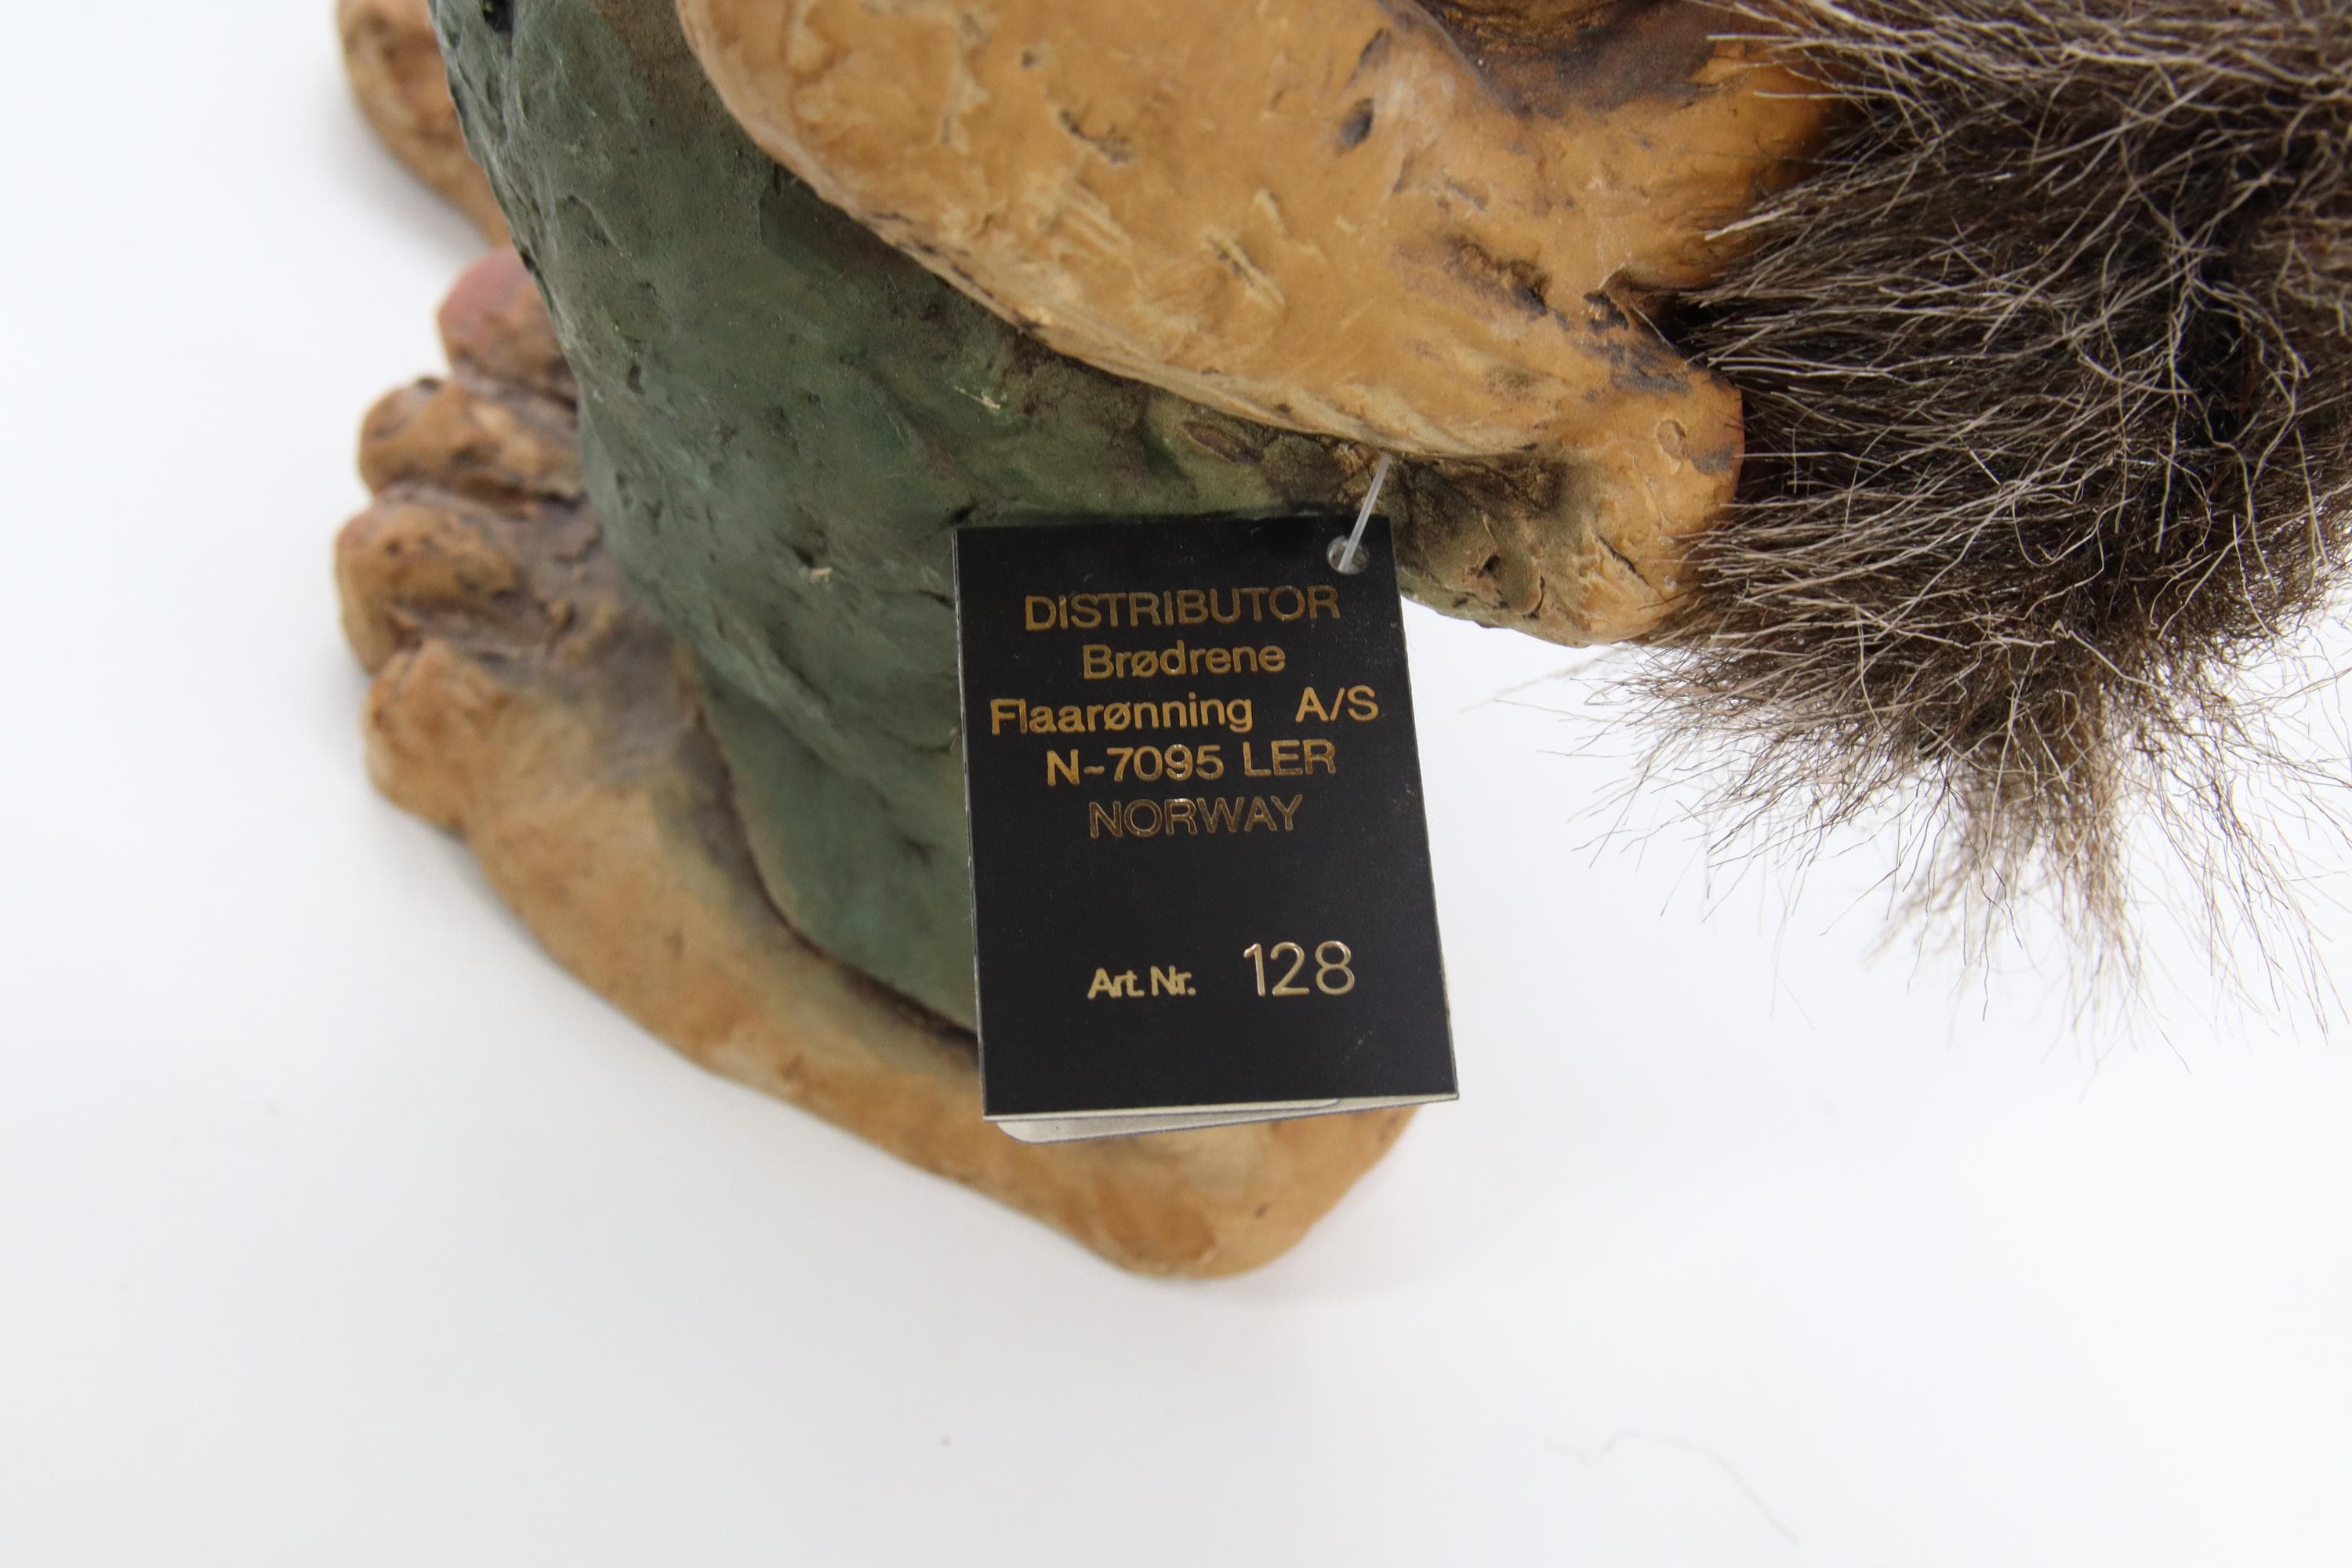 DISTRIBUTOR
Brødrene
Flaarønning A/S
N-7095 LER
NORWAY
Art. Nr. 128